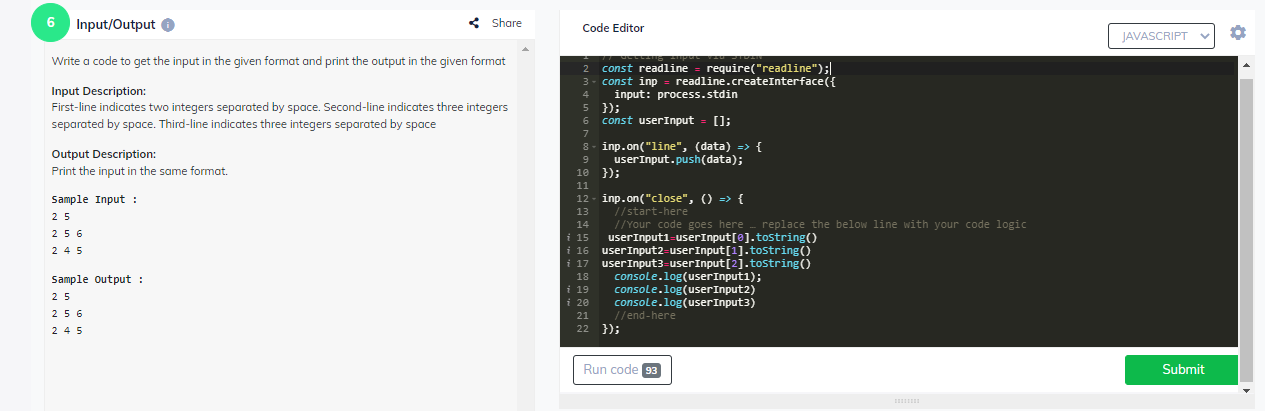 6 Input/Output i Share
Write a code to get the input in the given format and print the output in the given format
Input Description:
First-line indicates two integers separated by space. Second-line indicates three integers
separated by space. Third-line indicates three integers separated by space
Output Description:
Print the input in the same format.
Sample Input :
2 5
2 5 6
2 4 5
Sample Output :
2 5
2 5 6
2 4 5
Code Editor
JAVASCRIPT
1 // Getting input via STDIN
2 const readline = require("readline");
3 const inp = readline.createInterface({
4 input: process.stdin
5 });
6 const userInput = [];
7
8 inp.on("line", (data) => {
9 userInput.push(data);
10 });
11
12 inp.on("close", () => {
13 //start-here
14 //Your code goes here … replace the below line with your code logic
i 15 userInput1=userInput[0].toString()
i 16 userInput2=userInput[1].toString()
i 17 userInput3=userInput[2].toString()
18 console.log(userInput1);
i 19 console.log(userInput2)
i 20 console.log(userInput3)
21 //end-here
22 });
Run code 93
Submit